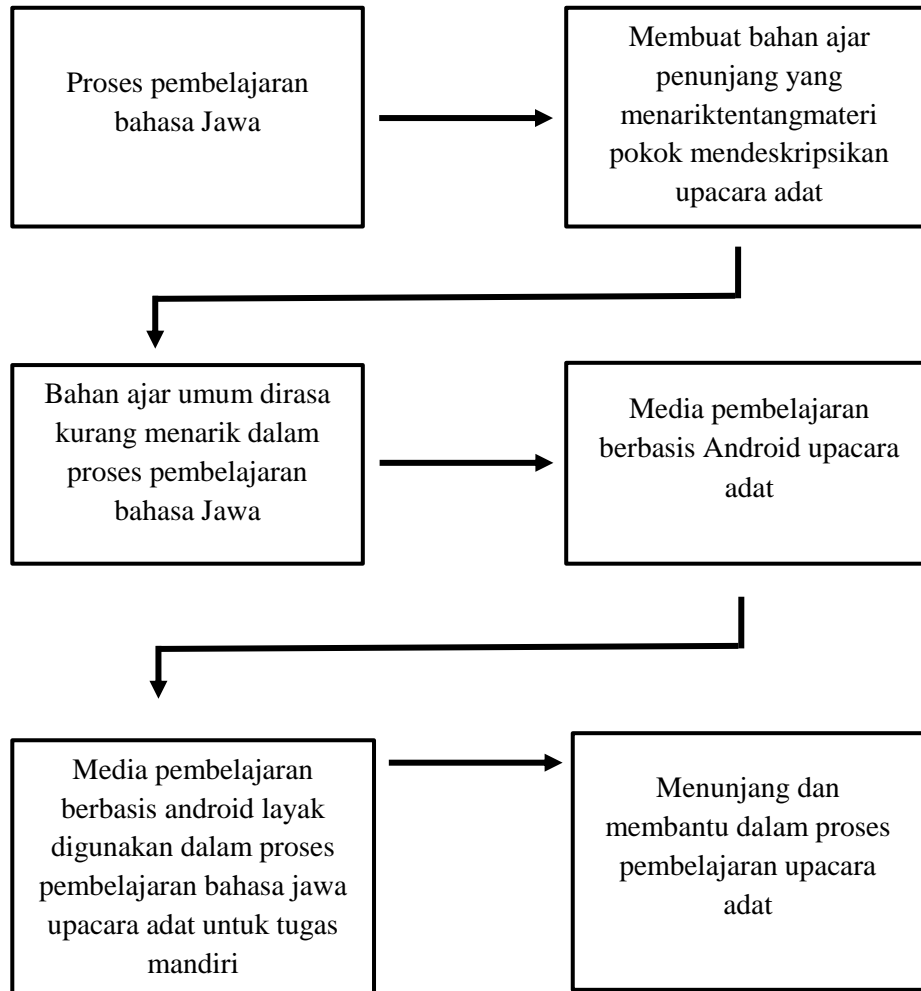 Proses pembelajaran
bahasa Jawa
Membuat bahan ajar
penunjang yang
menariktentangmateri
pokok mendeskripsikan
upacara adat
Bahan ajar umum dirasa
kurang menarik dalam
proses pembelajaran
bahasa Jawa
Media pembelajaran
berbasis Android upacara
adat
Media pembelajaran
berbasis android layak
digunakan dalam proses
pembelajaran bahasa jawa
upacara adat untuk tugas
mandiri
Menunjang dan
membantu dalam proses
pembelajaran upacara
adat